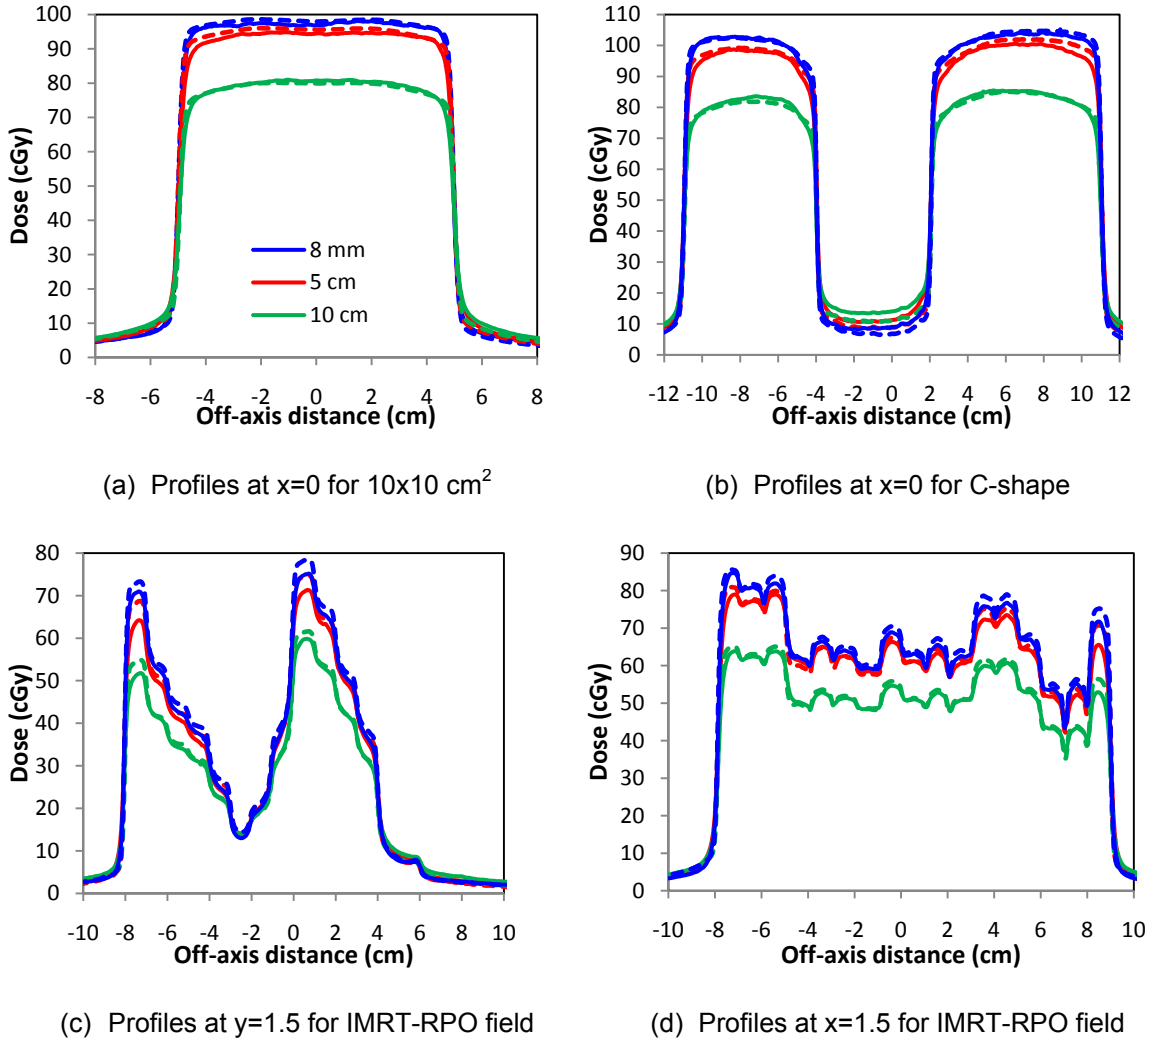 100
90
80
70
60
50
40
30
20
10
0
Dose (cGy)
8 mm
5 cm
10 cm
-8 -6 -4 -2 0 2 4 6 8
Off-axis distance (cm)
(a) Profiles at x=0 for 10x10 cm²
110
100
90
80
70
60
50
40
30
20
10
0
Dose (cGy)
-12 -10 -8 -6 -4 -2 0 2 4 6 8 10 12
Off-axis distance (cm)
(b) Profiles at x=0 for C-shape
80
70
60
50
40
30
20
10
0
Dose (cGy)
-10 -8 -6 -4 -2 0 2 4 6 8 10
Off-axis distance (cm)
(c) Profiles at y=1.5 for IMRT-RPO field
90
80
70
60
50
40
30
20
10
0
Dose (cGy)
-10 -8 -6 -4 -2 0 2 4 6 8 10
Off-axis distance (cm)
(d) Profiles at x=1.5 for IMRT-RPO field